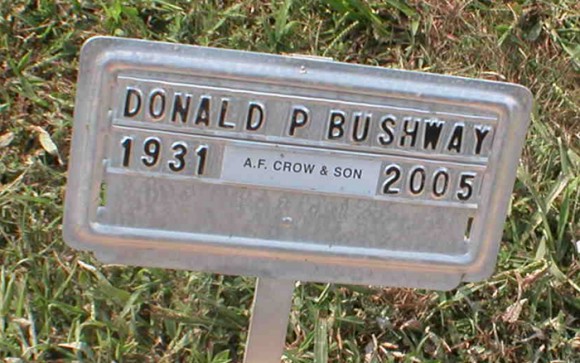 DONALD P BUSHWAY
1931 A.F. CROW & SON 2005